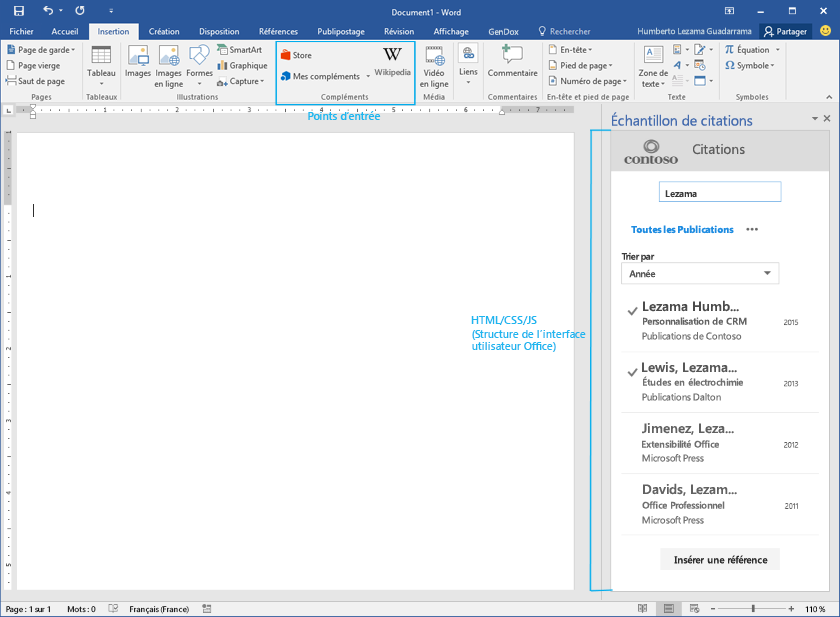 Document1 - Word
Fichier Accueil Insertion Création Disposition Références Publipostage Révision Affichage GenDox Rechercher Humberto Lezama Guadarrama Partager
Page de garde
Page vierge
Saut de page
Pages
Tableau
Tableaux
Images
Images en ligne
Formes
SmartArt
Graphique
Capture
Illustrations
Store
Mes compléments
W
Wikipedia
Compléments
Vidéo
en ligne
Média
Liens
Commentaire
Commentaires
En-tête
Pied de page
Numéro de page
En-tête et pied de page
Zone de
texte
Texte
π Équation
Ω Symbole
Symboles
Points d'entrée
Échantillon de citations
contoso
Citations
Lezama
Toutes les Publications
Trier par
Année
Lezama Humb...
Personnalisation de CRM 2015
Publications de Contoso
Lewis, Lezama...
Études en électrochimie 2013
Publications Dalton
Jimenez, Leza...
Extensibilité Office 2012
Microsoft Press
Davids, Lezam...
Office Professionnel 2011
Microsoft Press
Insérer une référence
HTML/CSS/JS
(Structure de l'interface
utilisateur Office)
Page : 1 sur 1 Mots : 0 Français (France) 110 %